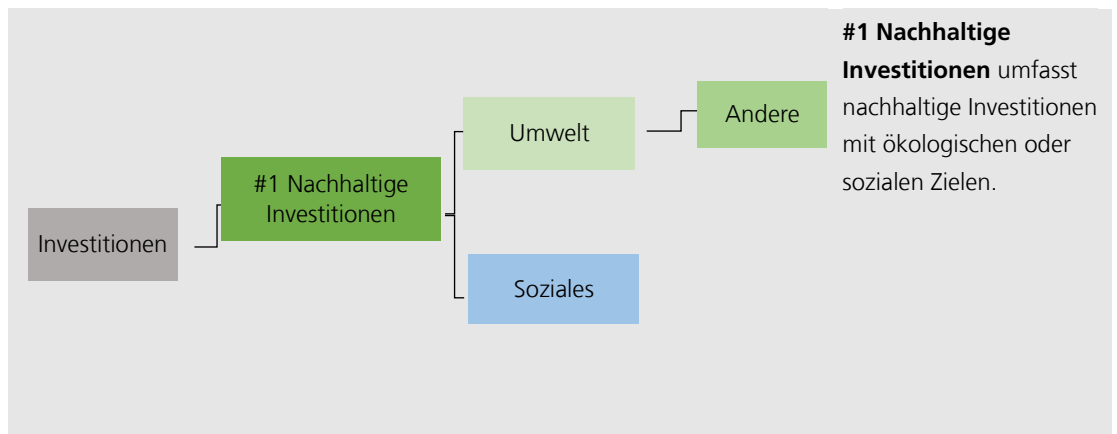 Investitionen
#1 Nachhaltige
Investitionen
Umwelt
Andere
Soziales
#1 Nachhaltige
Investitionen umfasst
nachhaltige Investitionen
mit ökologischen oder
sozialen Zielen.